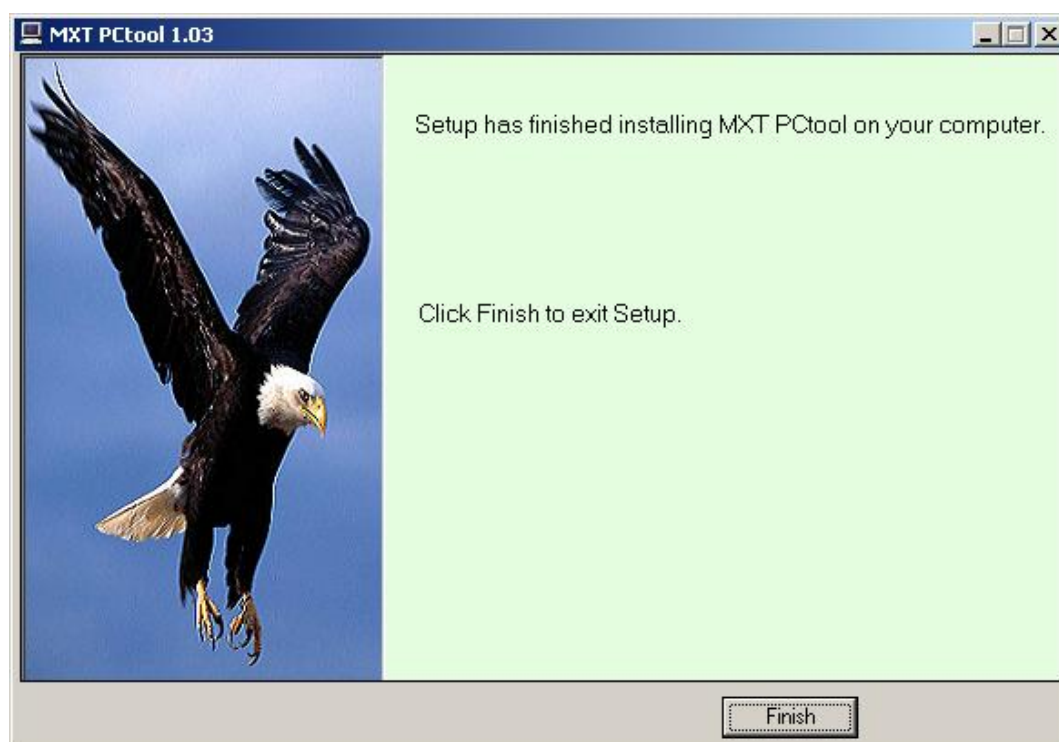 MXT PCtool 1.03
Setup has finished installing MXT PCtool on your computer.
Click Finish to exit Setup.
Finish